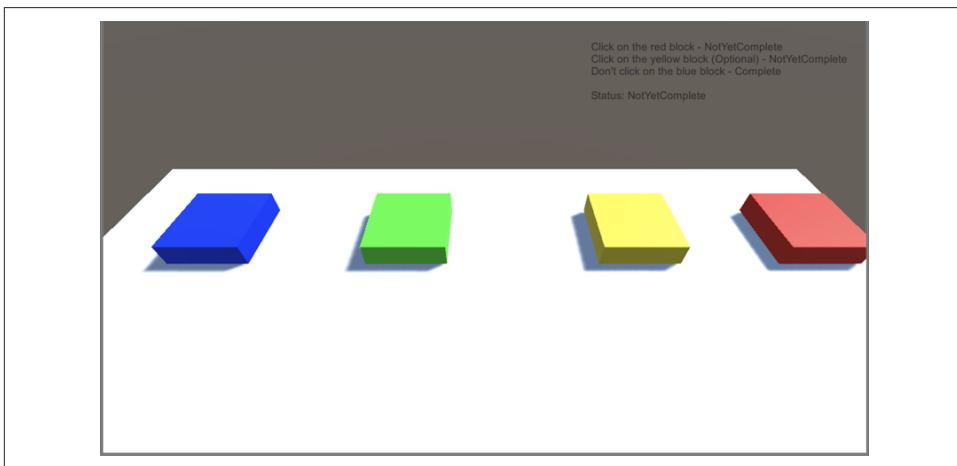 Click on the red block - NotYetComplete
Click on the yellow block (Optional) - NotYetComplete
Don't click on the blue block - Complete
Status: NotYetComplete